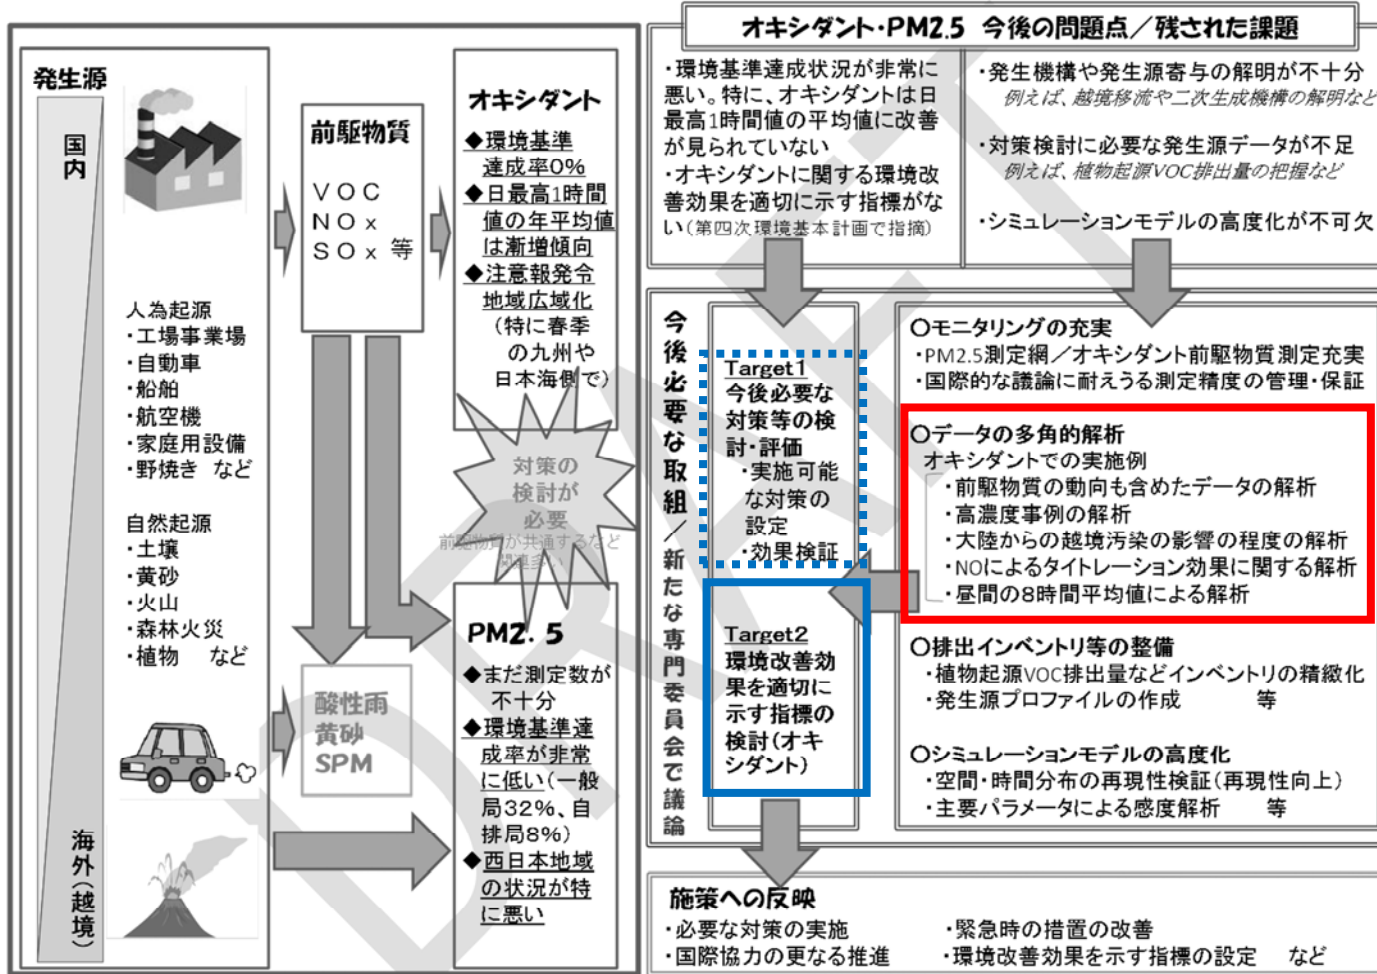 発生源
国内
人為起源
・工場事業場
・自動車
・船舶
・航空機
・家庭用設備
・野焼き など
自然起源
・土壌
・黄砂
・火山
・森林火災
・植物 など
海外(越境)
前駆物質
VOC
NOx
SOx 等
酸性雨
黄砂
SPM
オキシダント
◆環境基準
達成率0%
◆日最高1時間
値の年平均値
は漸増傾向
◆注意報発令
地域広域化
(特に春季
の九州や
日本海側で)
対策の
検討が
必要
前駆物質が共通するなど
関連多い
PM2.5
◆まだ測定数が
不十分
◆環境基準達
成率が非常
に低い(一般
局32%、自
排局8%)
◆西日本地域
の状況が特
に悪い
オキシダント・PM2.5 今後の問題点/残された課題
・環境基準達成状況が非常に
悪い。特に、オキシダントは日
最高1時間値の平均値に改善
が見られていない
・オキシダントに関する環境改
善効果を適切に示す指標がな
い(第四次環境基本計画で指摘)
・発生機構や発生源寄与の解明が不十分
例えば、越境移流や二次生成機構の解明など
・対策検討に必要な発生源データが不足
例えば、植物起源VOC排出量の把握など
・シミュレーションモデルの高度化が不可欠
今後必要な取組/新たな専門委員会で議論
Target1
今後必要な
対策等の検
討・評価
・実施可能
な対策の
設定
・効果検証
Target2
環境改善効
果を適切に
示す指標の
検討(オキ
シダント)
○モニタリングの充実
・PM2.5測定網/オキシダント前駆物質測定充実
・国際的な議論に耐えうる測定精度の管理・保証
○データの多角的解析
オキシダントでの実施例
・前駆物質の動向も含めたデータの解析
・高濃度事例の解析
・大陸からの越境汚染の影響の程度の解析
・NOによるタイトレーション効果に関する解析
・昼間の8時間平均値による解析
○排出インベントリ等の整備
・植物起源VOC排出量などインベントリの精緻化
・発生源プロファイルの作成 等
○シミュレーションモデルの高度化
・空間・時間分布の再現性検証(再現性向上)
・主要パラメータによる感度解析 等
施策への反映
・必要な対策の実施
・国際協力の更なる推進
・緊急時の措置の改善
・環境改善効果を示す指標の設定 など
DRAFT